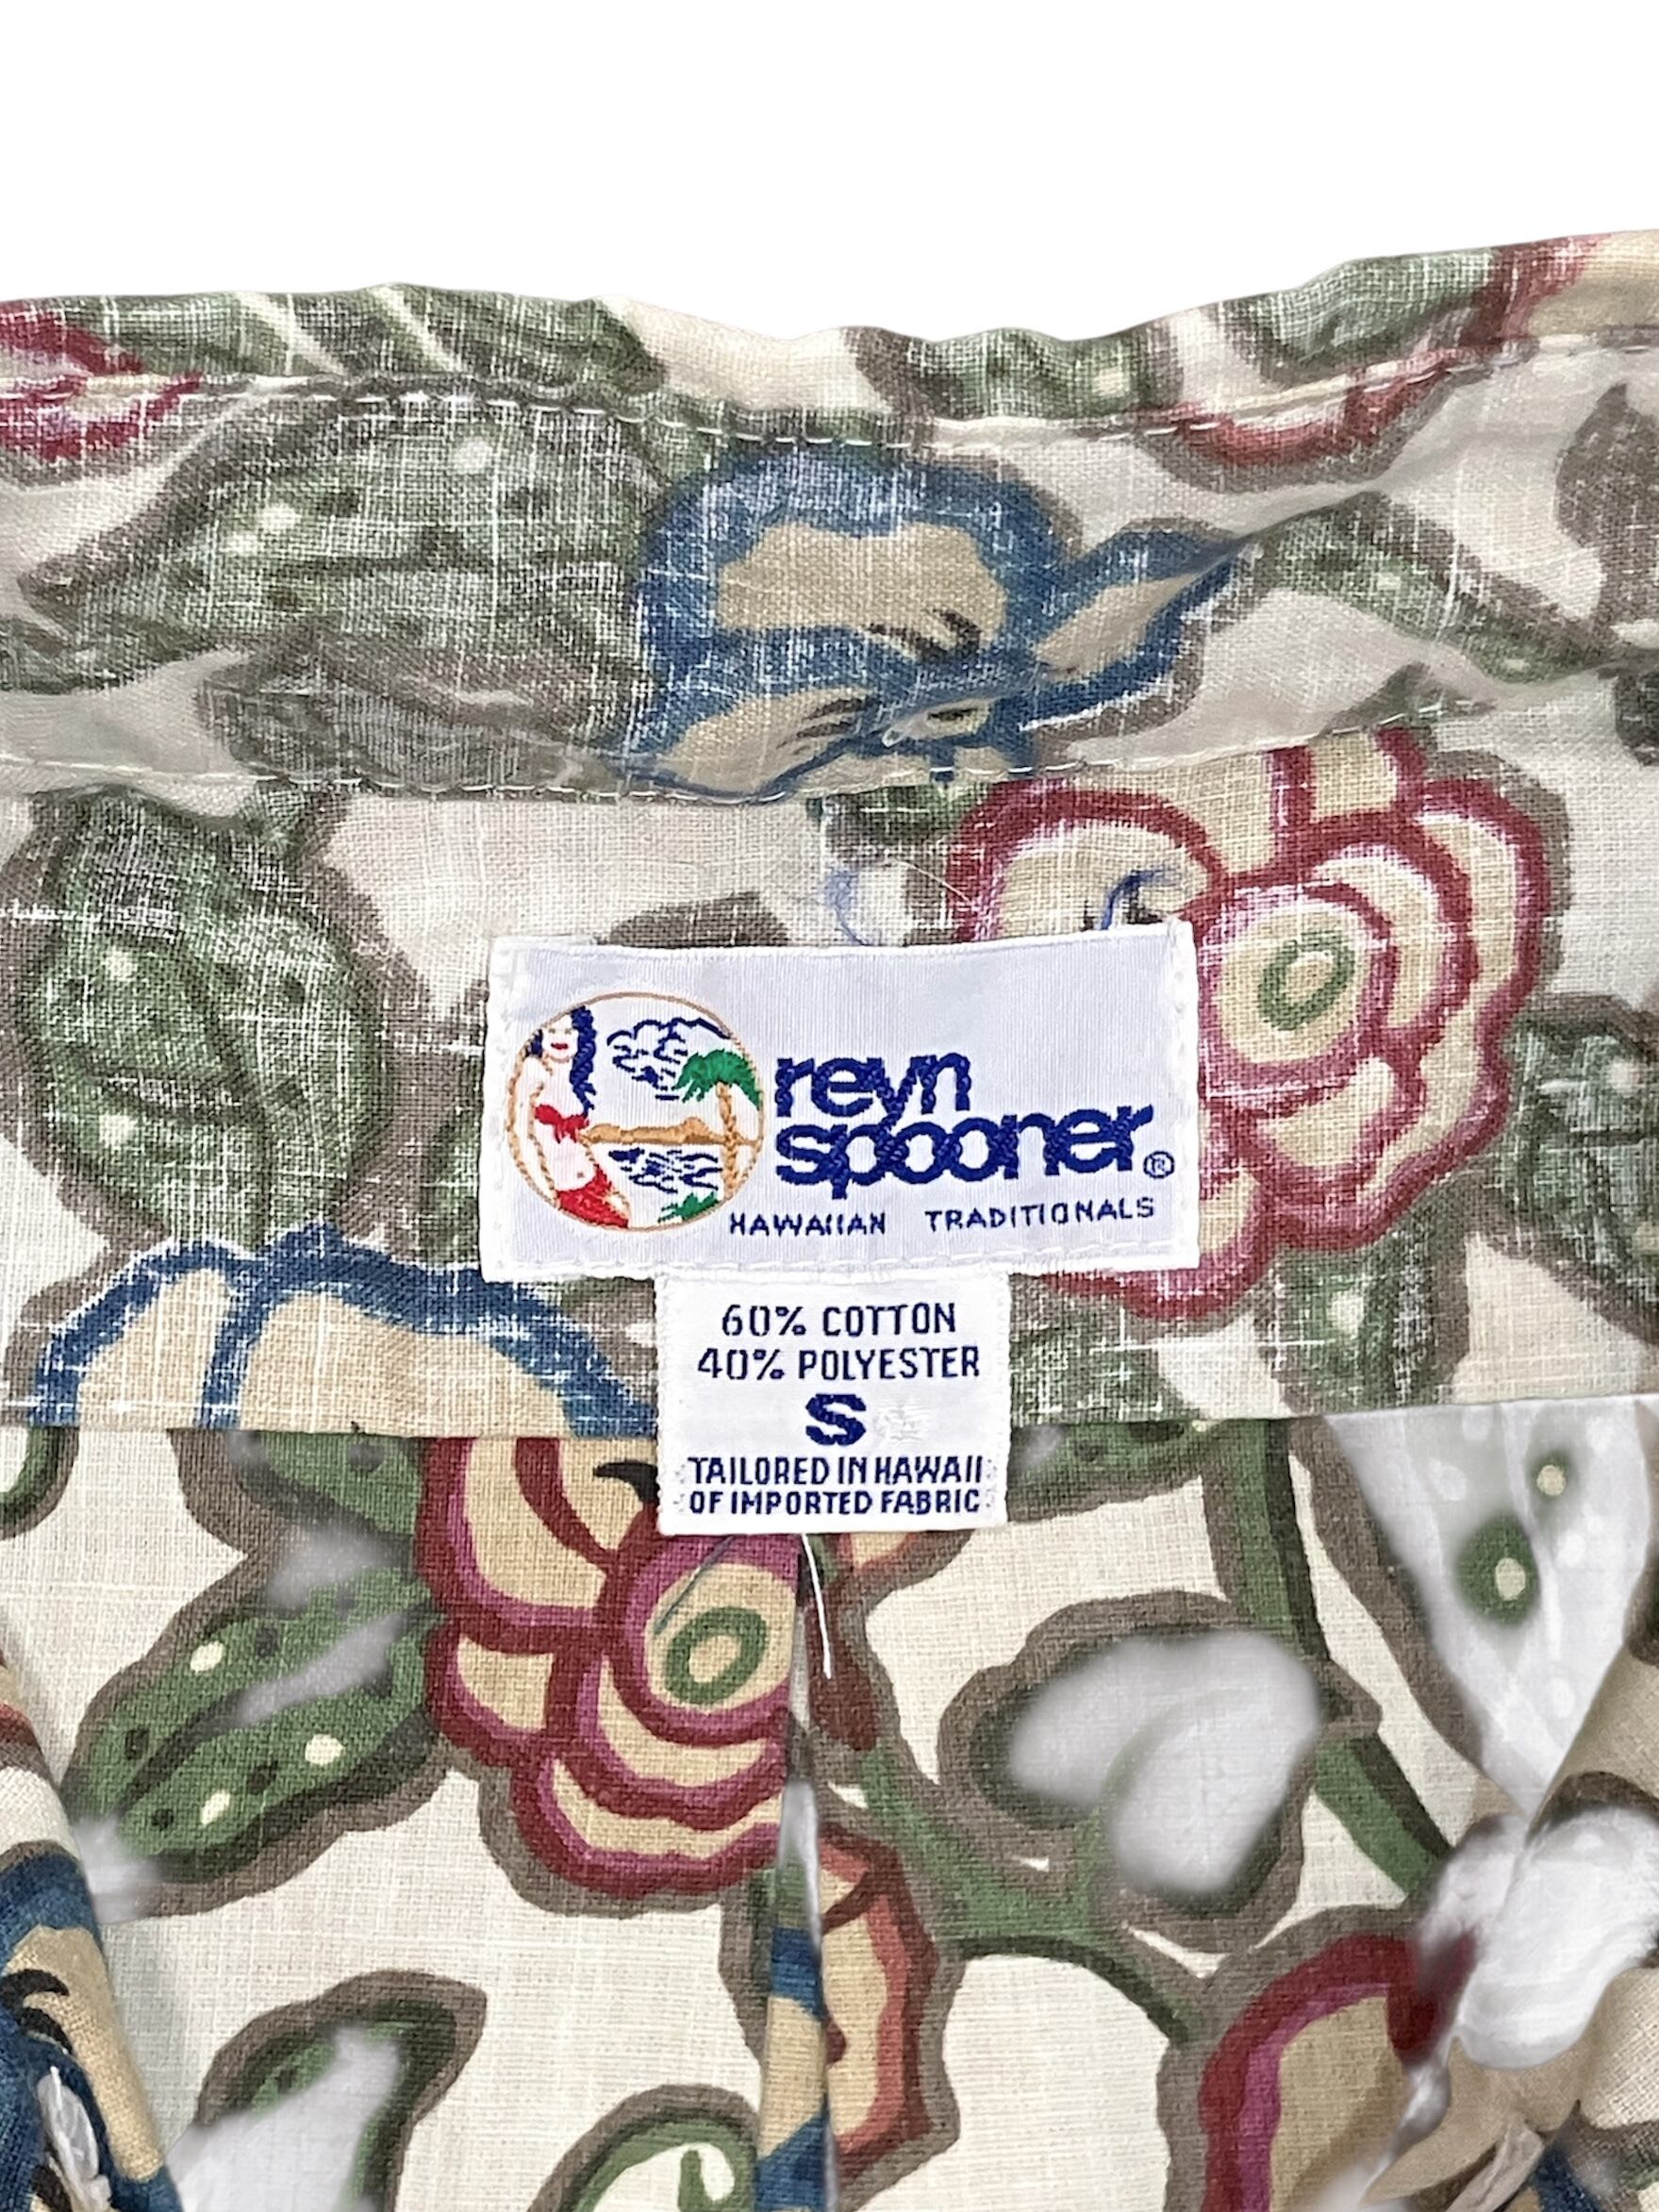 reyn
spooner®
HAWAIIAN TRADITIONALS
60% COTTON
40% POLYESTER
S
TAILORED IN HAWAII
OF IMPORTED FABRIC